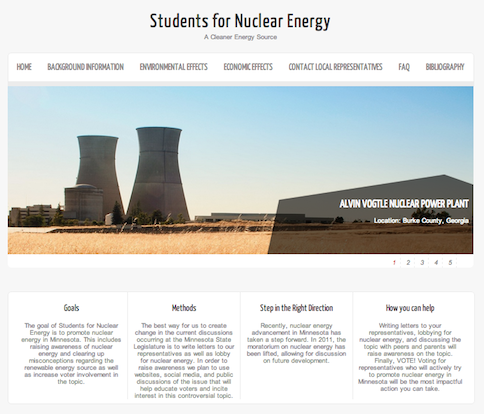 Students for Nuclear Energy
A Cleaner Energy Source
HOME BACKGROUND INFORMATION ENVIRONMENTAL EFFECTS ECONOMIC EFFECTS CONTACT LOCAL REPRESENTATIVES FAQ BIBLIOGRAPHY
ALVIN VOGTLE NUCLEAR POWER PLANT
Location: Burke County, Georgia
1 2 3 4 5
Goals
The goal of Students for Nuclear
Energy is to promote nuclear
energy in Minnesota. This includes
raising awareness of nuclear
energy and clearing up
misconceptions regarding the
renewable energy source as well
as increase voter involvement in
the topic.
Methods
The best way for us to create
change in the current discussions
occurring at the Minnesota State
Legislature is to write letters to our
representatives as well as lobby
for nuclear energy. In order to
raise awareness we plan to use
websites, social media, and public
discussions of the issue that will
help educate voters and incite
interest in this controversial topic.
Step in the Right Direction
Recently, nuclear energy
advancement in Minnesota has
taken a step forward. In 2011, the
moratorium on nuclear energy has
been lifted, allowing for discussion
on future development.
How you can help
Writing letters to your
representatives, lobbying for
nuclear energy, and discussing the
topic with peers and parents will
raise awareness on the topic.
Finally, VOTE! Voting for
representatives who will actively try
to promote nuclear energy in
Minnesota will be the most impactful
action you can take.